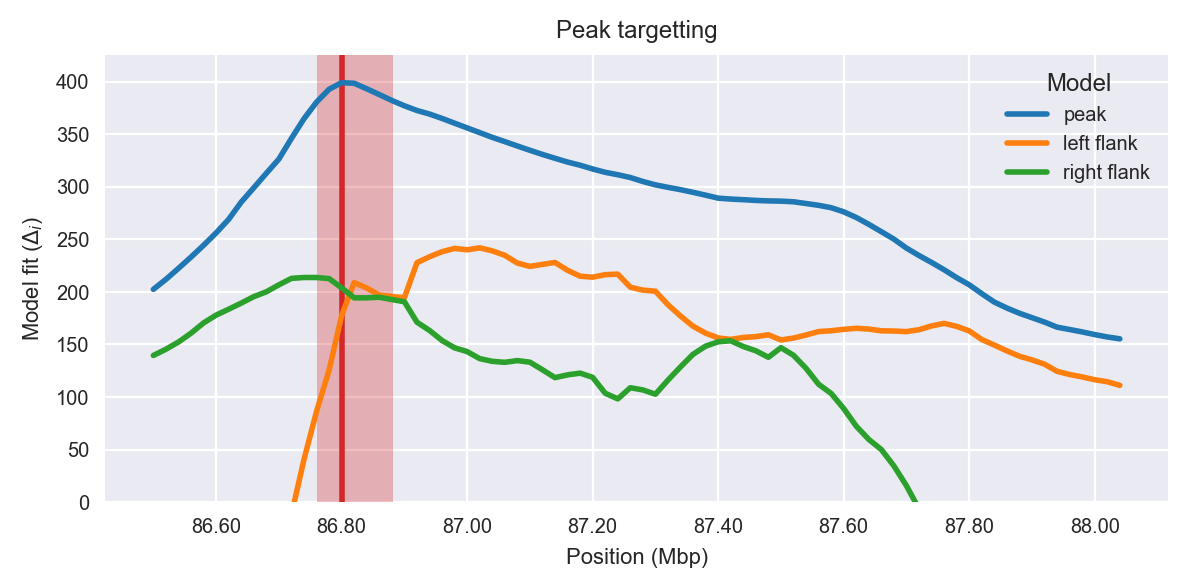 Peak targetting
Model
peak
left flank
right flank
Model fit (Δᵢ)
400
350
300
250
200
150
100
50
0
86.60 86.80 87.00 87.20 87.40 87.60 87.80 88.00
Position (Mbp)